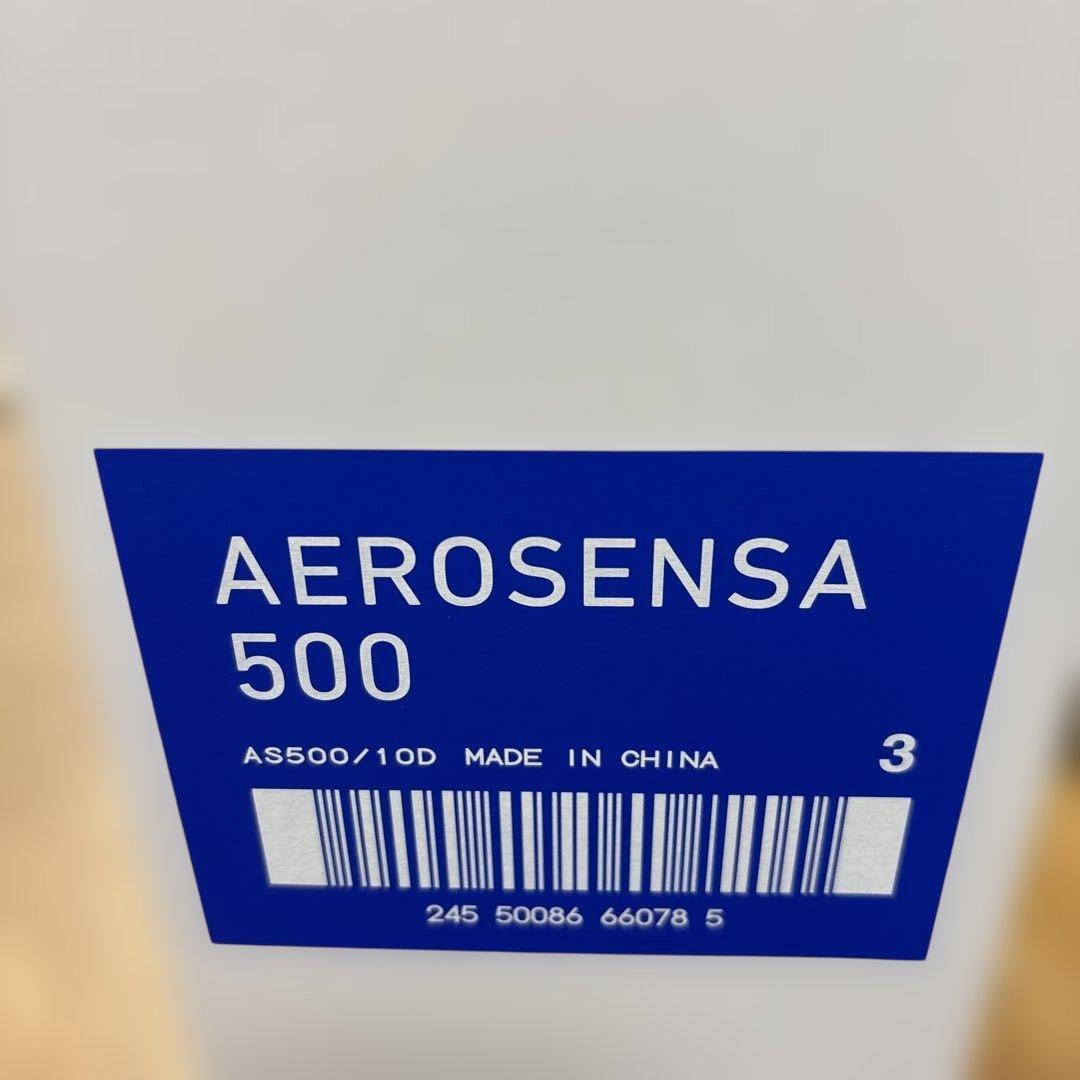 AEROSENSA
500
AS500/10D MADE IN CHINA 3
245 50086 66078 5